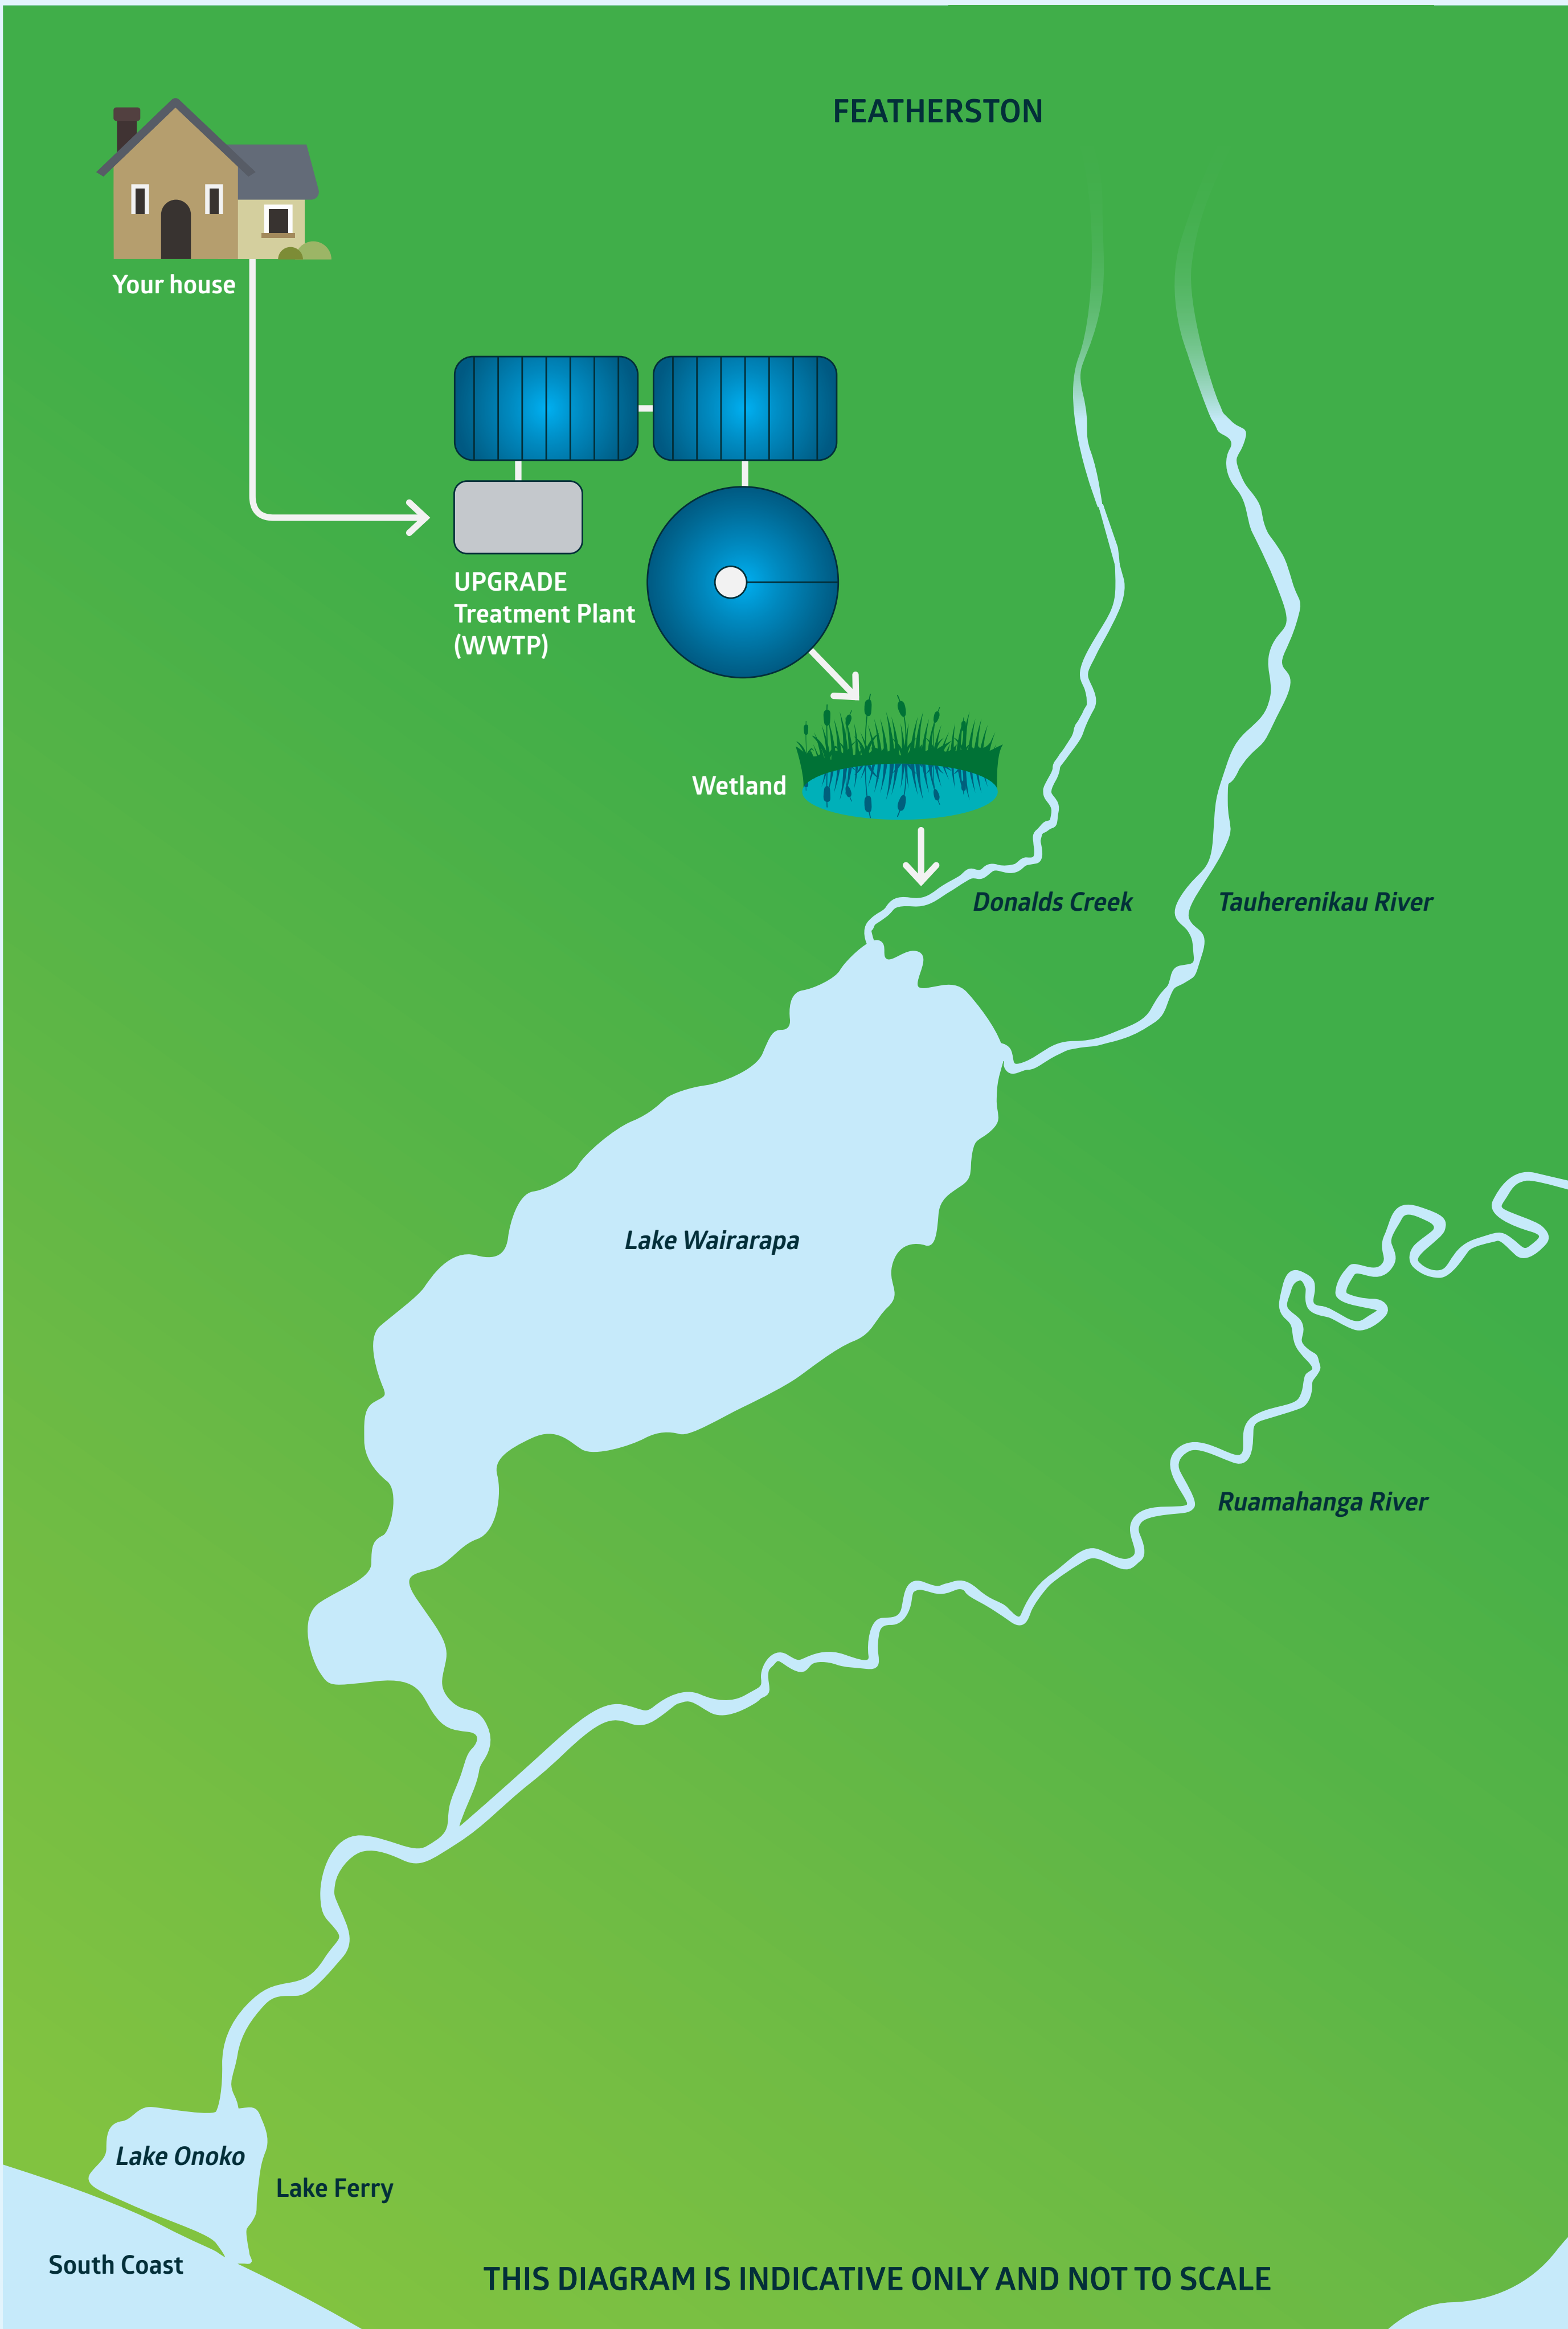 FEATHERSTON
Your house
UPGRADE
Treatment Plant
(WWTP)
Wetland
Donalds Creek
Tauherenikau River
Lake Wairarapa
Ruamahanga River
Lake Onoko
Lake Ferry
South Coast
THIS DIAGRAM IS INDICATIVE ONLY AND NOT TO SCALE